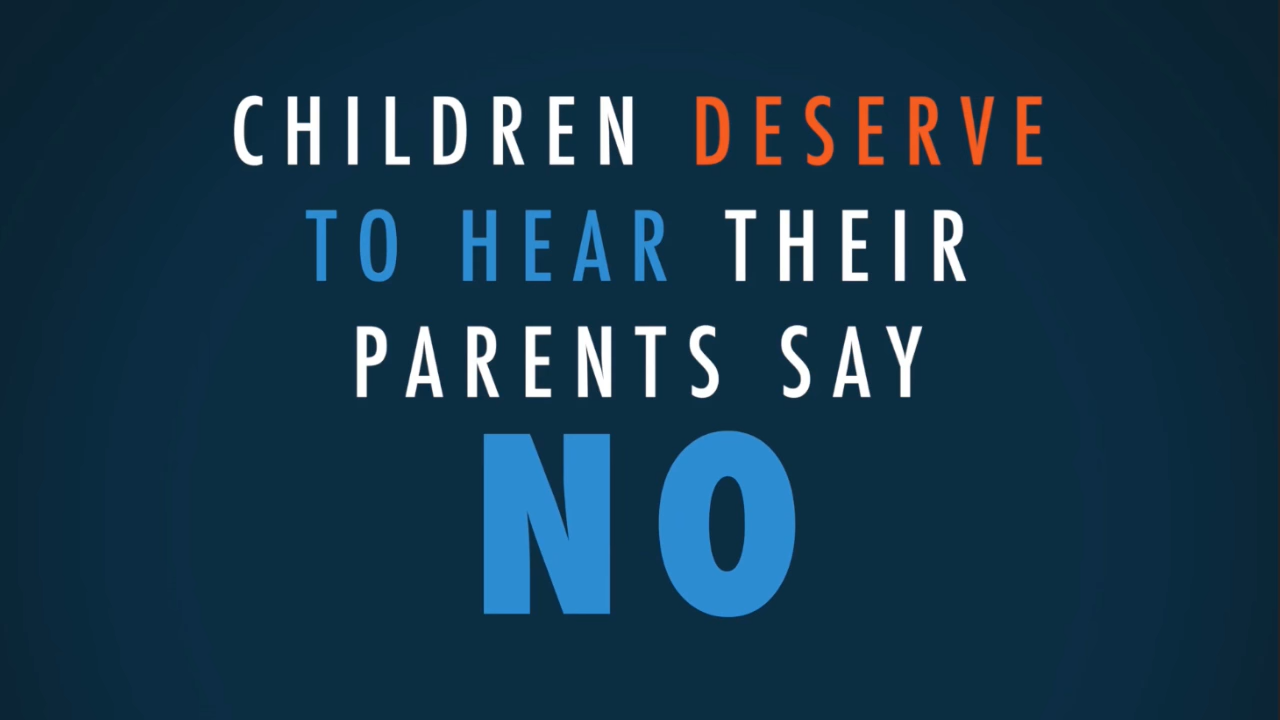 CHILDREN DESERVE
TO HEAR THEIR
PARENTS SAY
NO